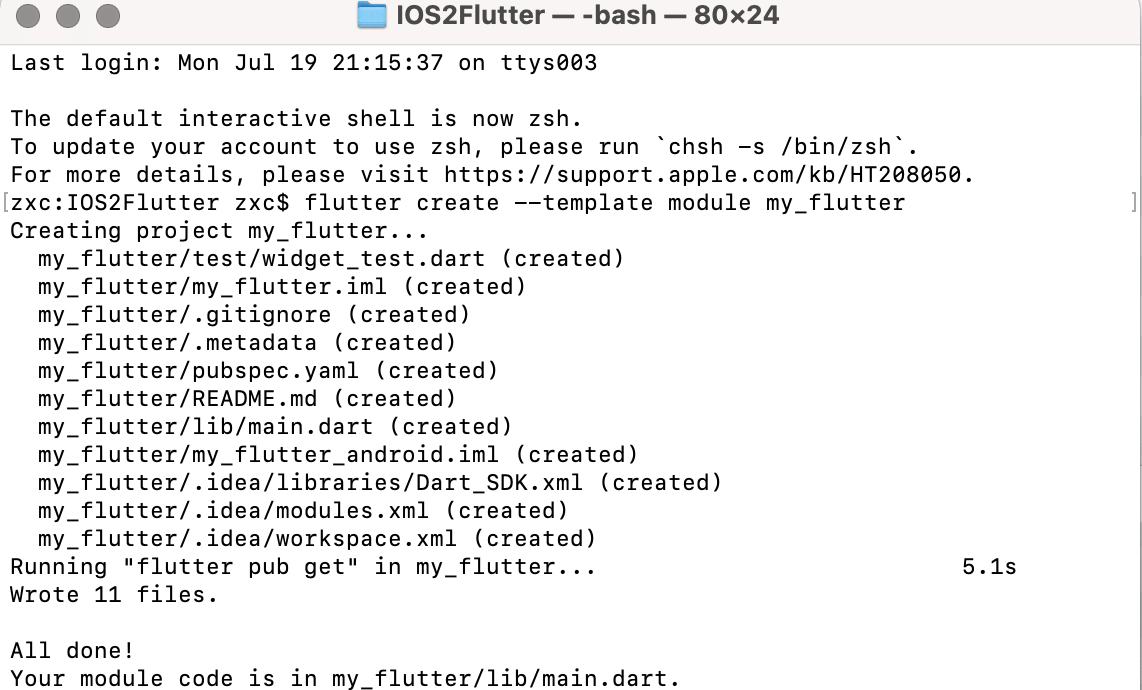 IOS2Flutter — -bash — 80×24
Last login: Mon Jul 19 21:15:37 on ttys003
The default interactive shell is now zsh.
To update your account to use zsh, please run `chsh -s /bin/zsh`.
For more details, please visit https://support.apple.com/kb/HT208050.
[zxc:IOS2Flutter zxc$ flutter create --template module my_flutter ]
Creating project my_flutter...
  my_flutter/test/widget_test.dart (created)
  my_flutter/my_flutter.iml (created)
  my_flutter/.gitignore (created)
  my_flutter/.metadata (created)
  my_flutter/pubspec.yaml (created)
  my_flutter/README.md (created)
  my_flutter/lib/main.dart (created)
  my_flutter/my_flutter_android.iml (created)
  my_flutter/.idea/libraries/Dart_SDK.xml (created)
  my_flutter/.idea/modules.xml (created)
  my_flutter/.idea/workspace.xml (created)
Running "flutter pub get" in my_flutter... 5.1s
Wrote 11 files.
All done!
Your module code is in my_flutter/lib/main.dart.